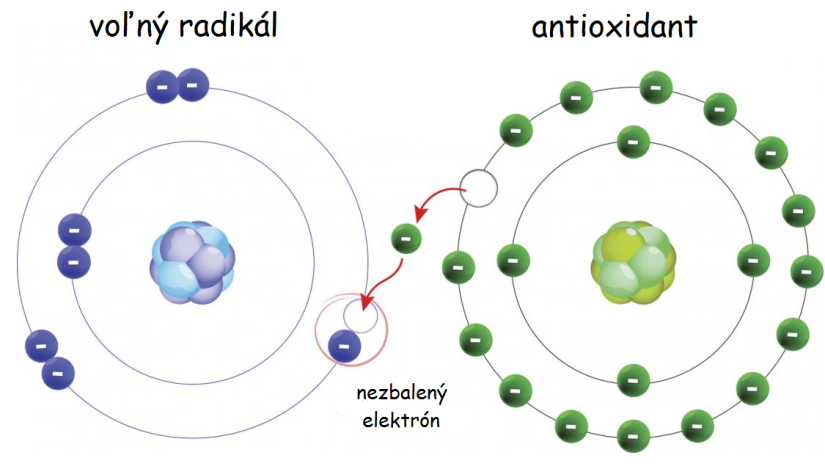 voľný radikál
antioxidant
nezbalený
elektrón